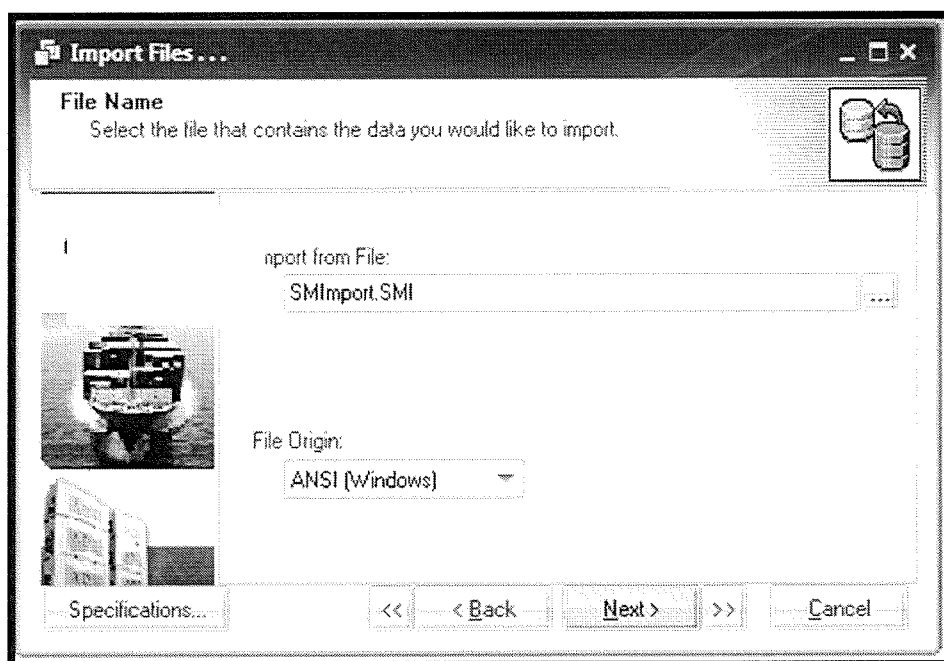 Import Files...
File Name
Select the file that contains the data you would like to import.
nport from File:
SMImport.SMI
...
File Origin:
ANSI (Windows)
Specifications...
<< < Back Next > >> Cancel